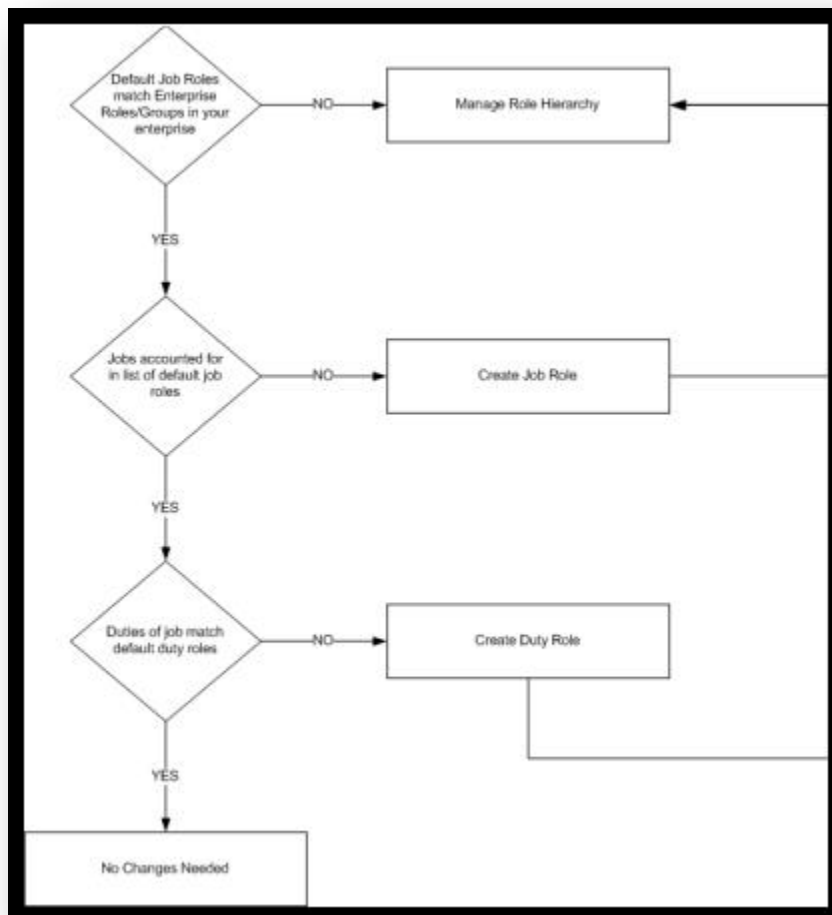 Default Job Roles
match Enterprise
Roles/Groups in your
enterprise
NO
Manage Role Hierarchy
YES
Jobs accounted for
in list of default job
roles
NO
Create Job Role
YES
Duties of job match
default duty roles
NO
Create Duty Role
YES
No Changes Needed